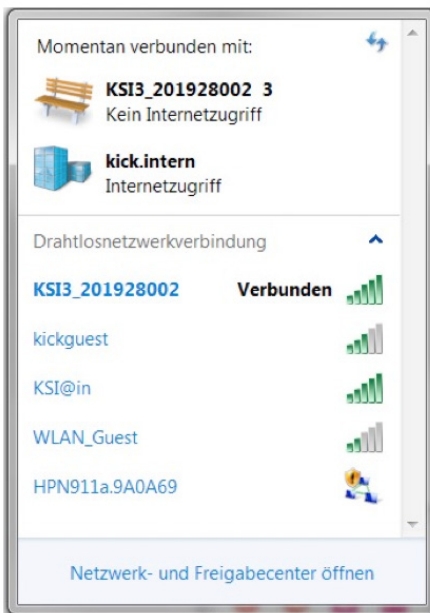 Momentan verbunden mit:
KSI3_201928002 3
Kein Internetzugriff
kick.intern
Internetzugriff
Drahtlosnetzwerkverbindung
KSI3_201928002 Verbunden
kickguest
KSI@in
WLAN_Guest
HPN911a.9A0A69
Netzwerk- und Freigabecenter öffnen